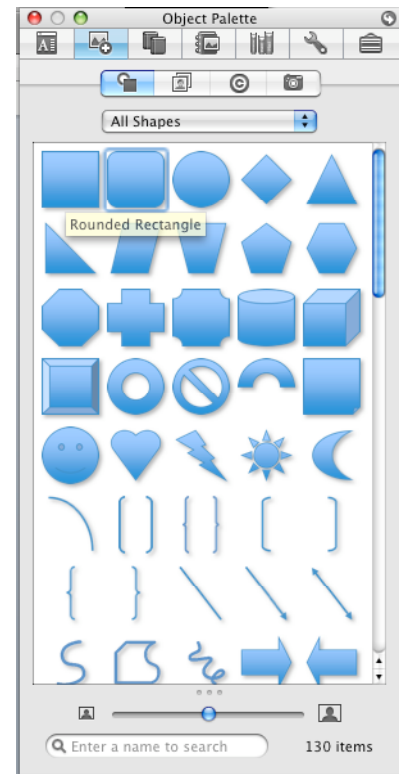 Object Palette
All Shapes
Rounded Rectangle
Enter a name to search
130 items